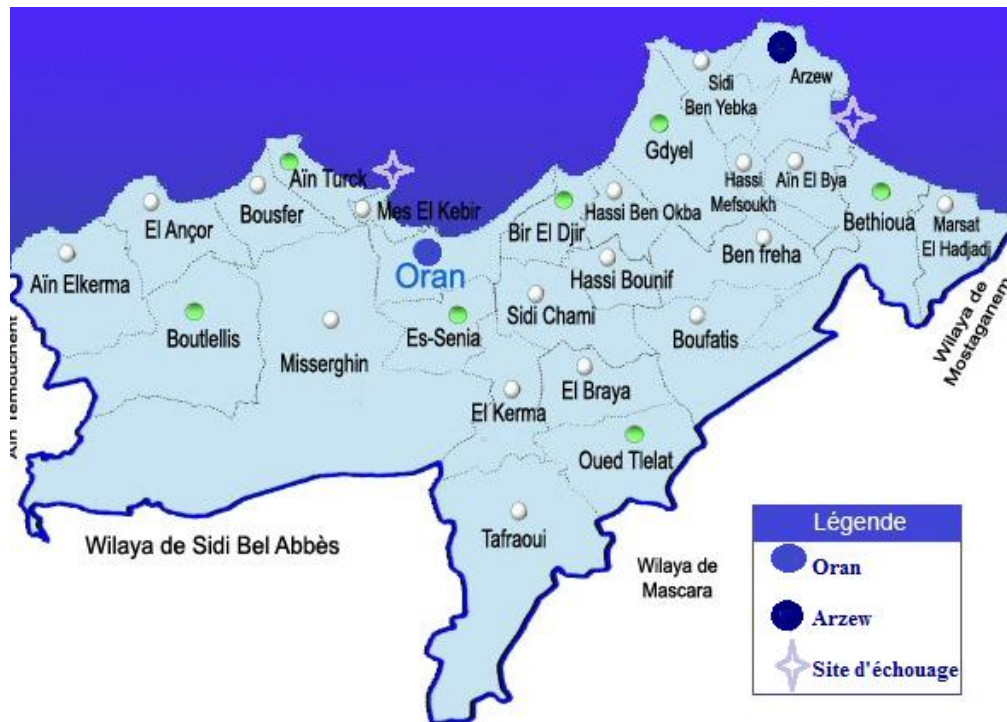 Arzew
Sidi
Ben Yebka
Gdyel
Aïn Turck
Hassi
Mefsoukh
Aïn El Bya
Bousfer
Mes El Kebir
Hassi Ben Okba
Bethioua
Marsat
El Hadjadj
El Ançor
Bir El Djir
Ben freha
Aïn Elkerma
Oran
Hassi Bounif
Sidi Chami
Boutlellis
Es-Senia
Boufatis
Misserghin
Wilaya de
Mostaganem
El Braya
El Kerma
Aïn Témouchent
Oued Tlelat
Wilaya de Sidi Bel Abbès
Tafraoui
Wilaya de
Mascara
Légende
Oran
Arzew
Site d'échouage